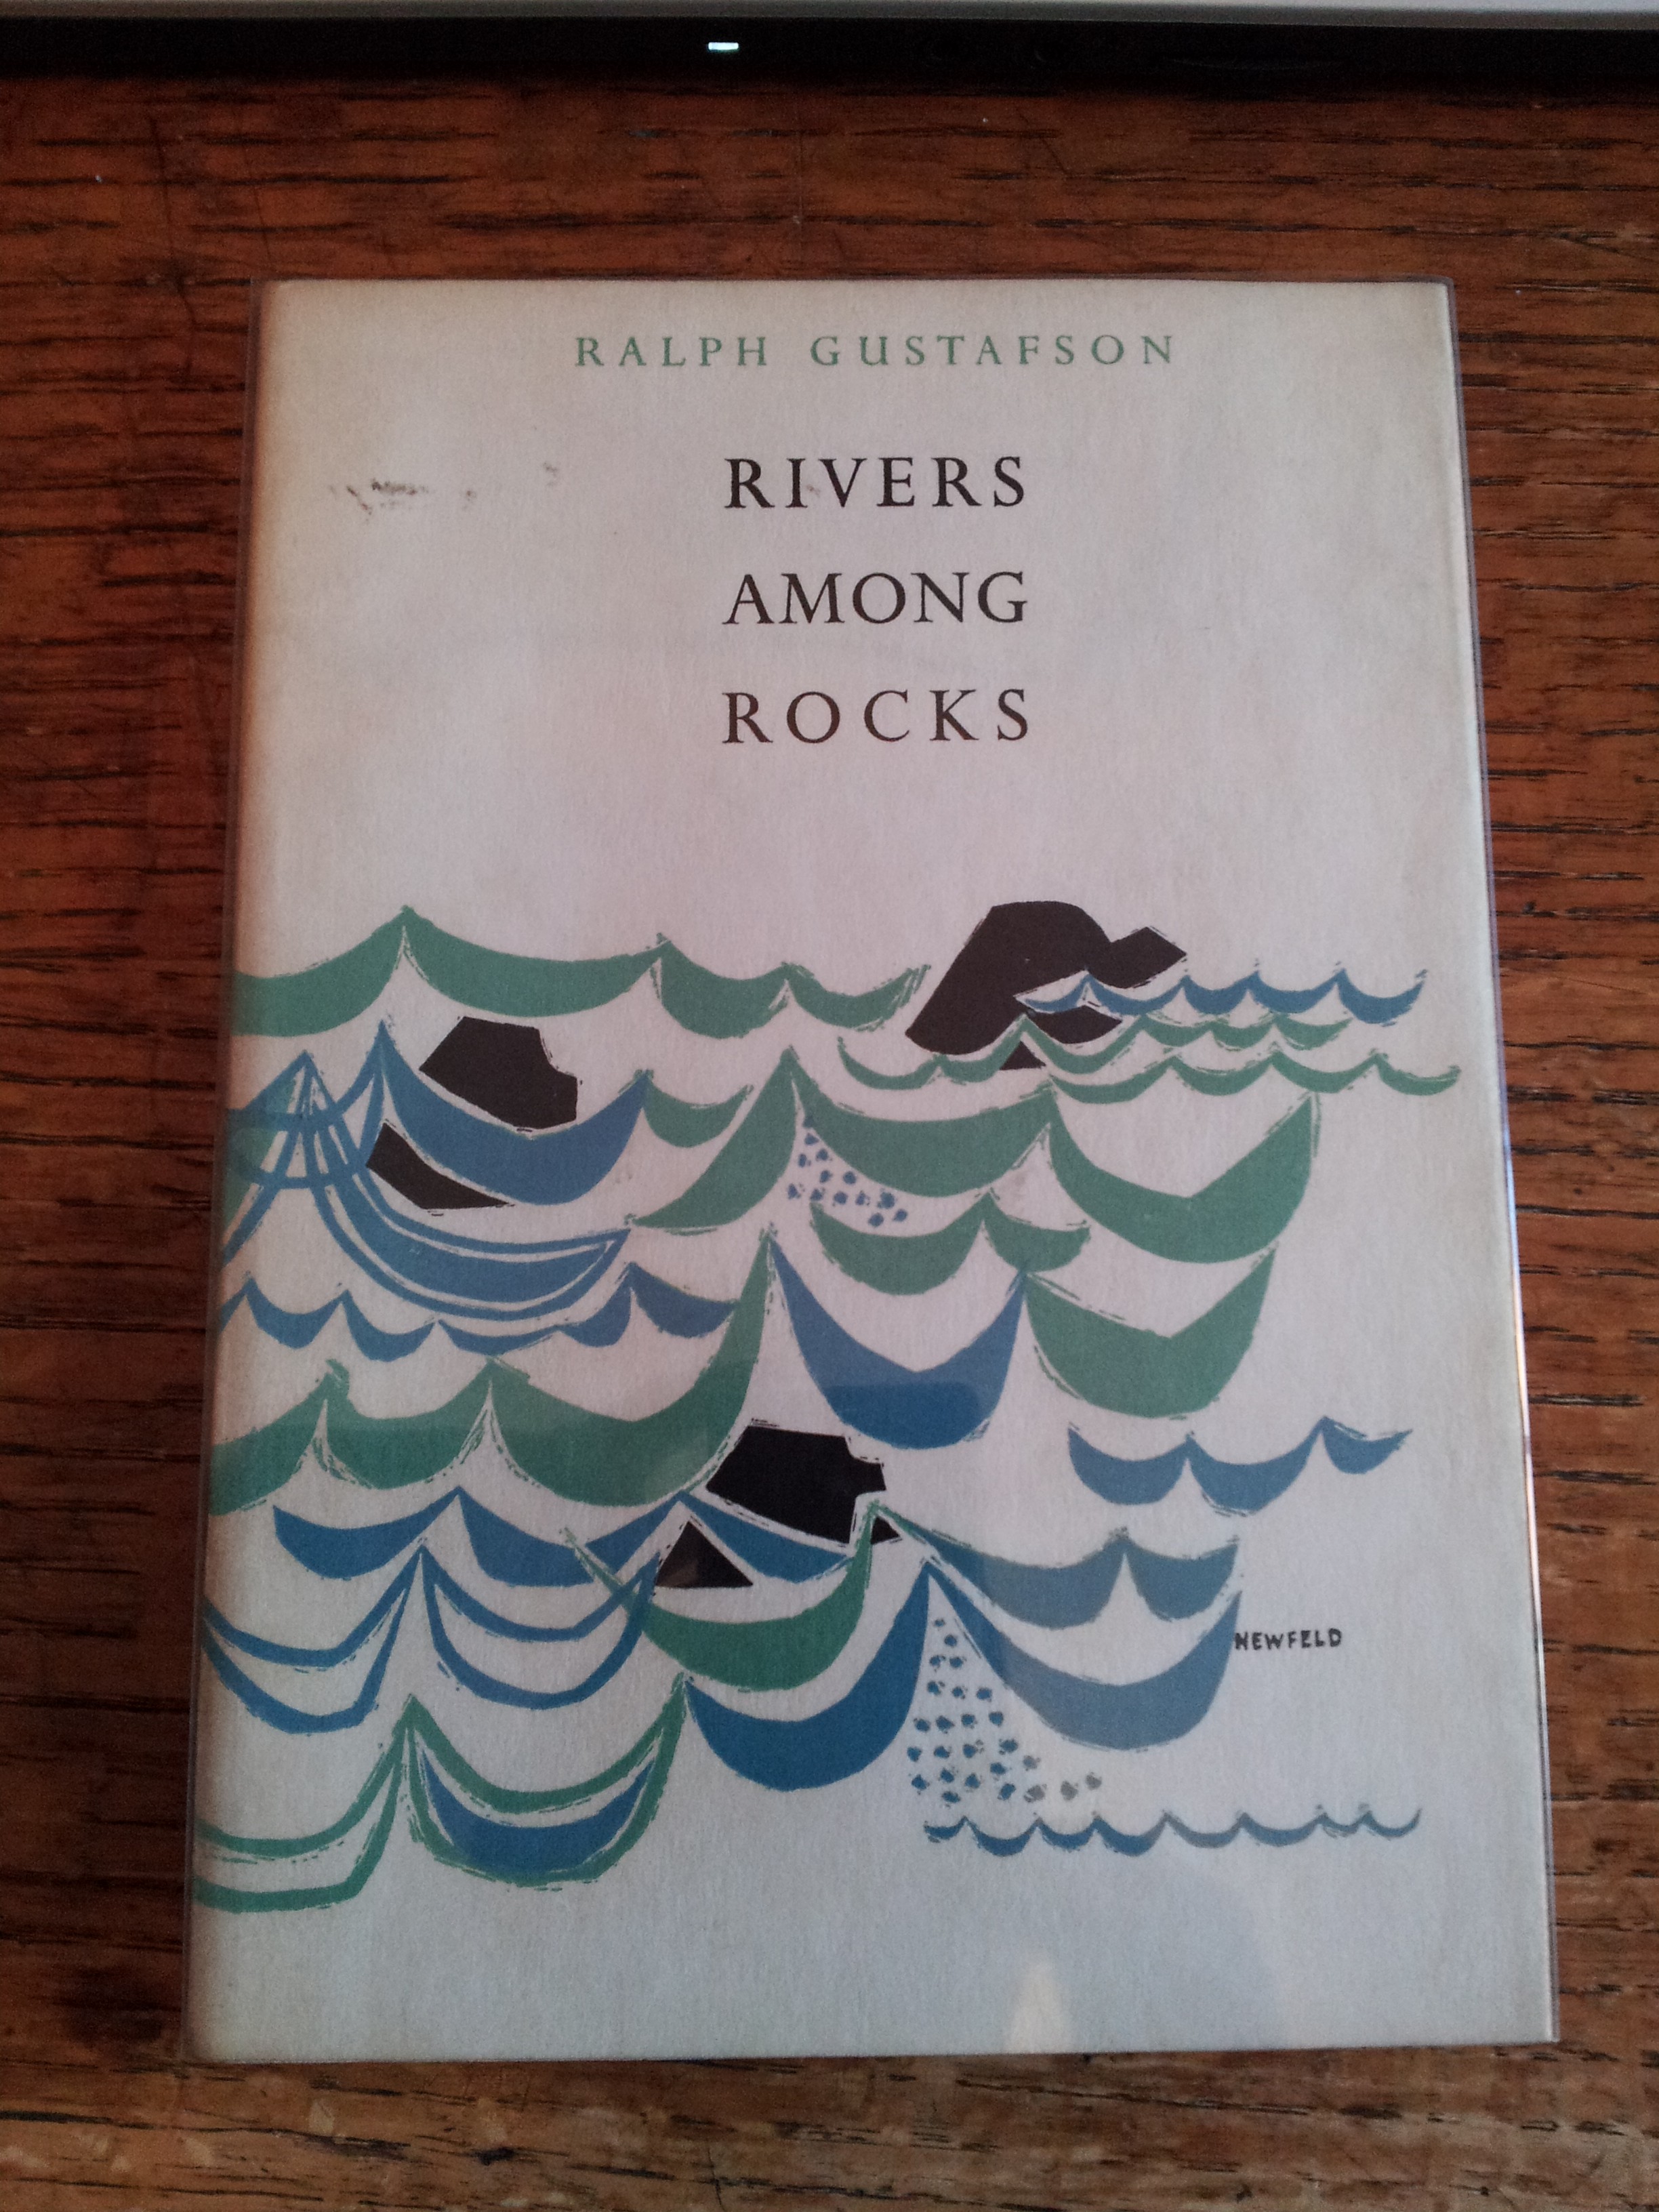 RALPH GUSTAFSON
RIVERS
AMONG
ROCKS
NEWFELD